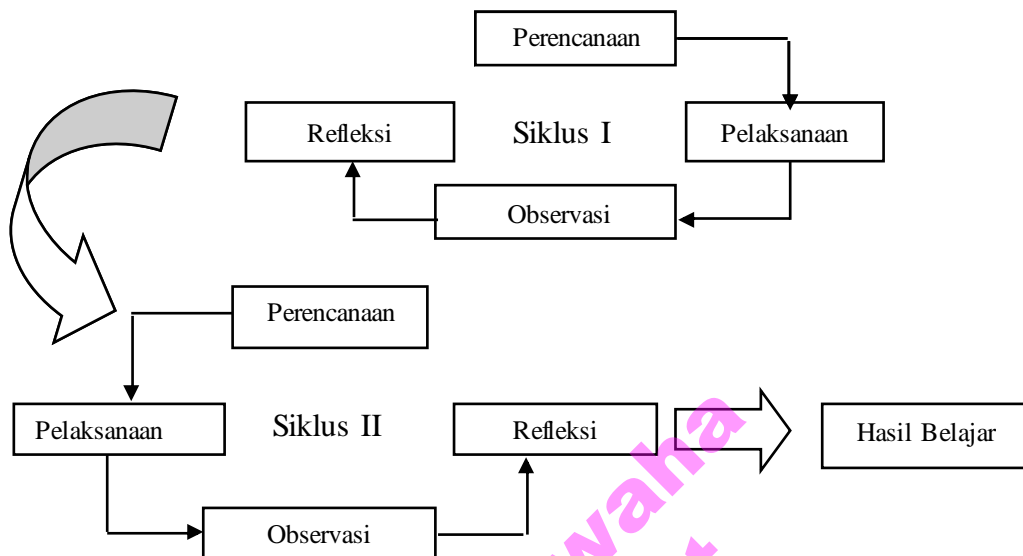 Perencanaan
Refleksi
Siklus I
Pelaksanaan
Observasi
Perencanaan
Pelaksanaan
Siklus II
Refleksi
Hasil Belajar
Observasi